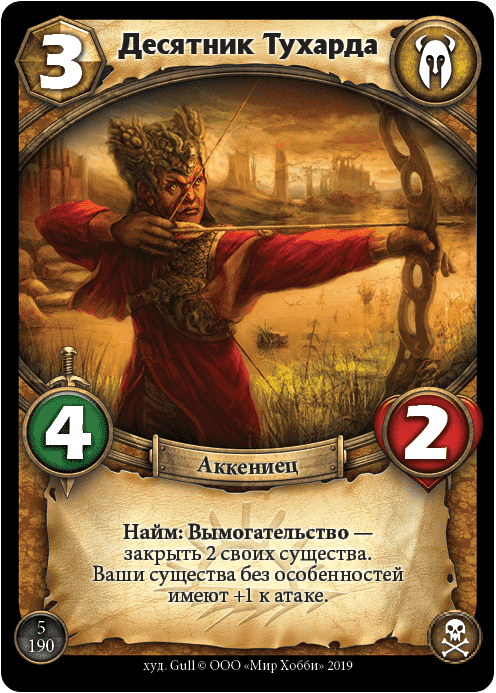 3
Десятник Тухарда
4
2
Аккениец
Найм: Вымогательство —
закрыть 2 своих существа.
Ваши существа без особенностей
имеют +1 к атаке.
5
190
худ. Gull © ООО «Мир Хобби» 2019